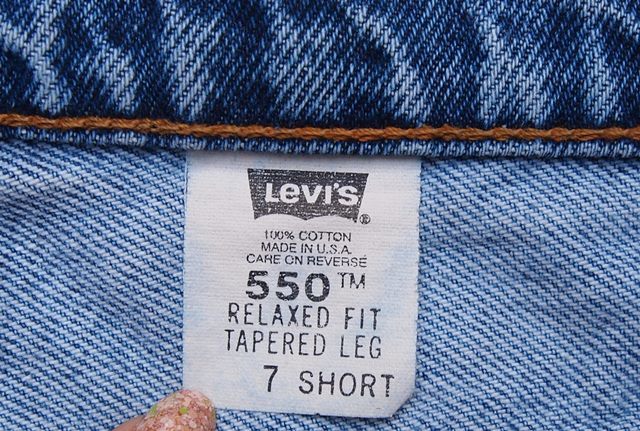 Levi's®
100% COTTON
MADE IN U.S.A.
CARE ON REVERSE
550™
RELAXED FIT
TAPERED LEG
7 SHORT